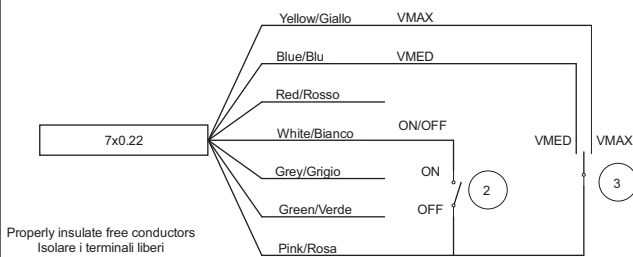 Yellow/Giallo VMAX
Blue/Blu VMED
Red/Rosso
White/Bianco ON/OFF
7x0.22
VMED VMAX
Grey/Grigio ON
2
3
Green/Verde OFF
Properly insulate free conductors
Isolare i terminali liberi
Pink/Rosa